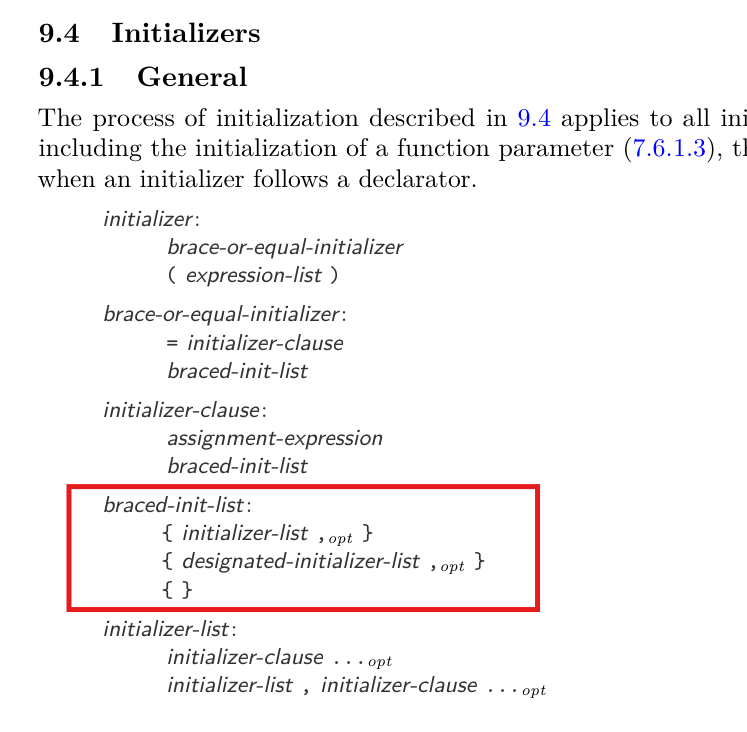 9.4 Initializers
9.4.1 General
The process of initialization described in 9.4 applies to all ini
including the initialization of a function parameter (7.6.1.3), th
when an initializer follows a declarator.
initializer:
brace-or-equal-initializer
( expression-list )
brace-or-equal-initializer:
= initializer-clause
braced-init-list
initializer-clause:
assignment-expression
braced-init-list
braced-init-list:
{ initializer-list ,opt }
{ designated-initializer-list ,opt }
{ }
initializer-list:
initializer-clause ...opt
initializer-list , initializer-clause ...opt